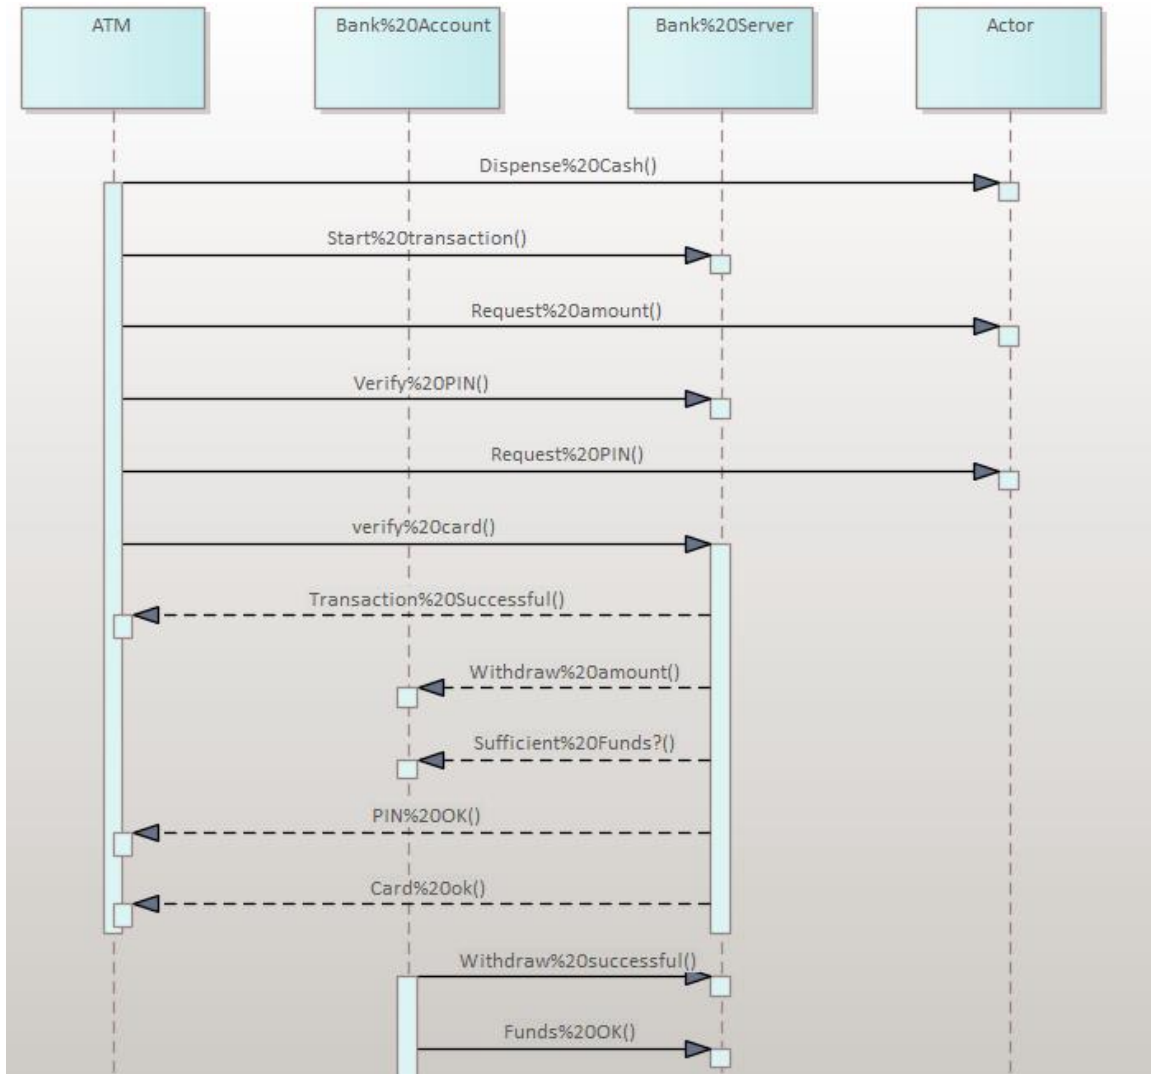 ATM
Bank%20Account
Bank%20Server
Actor
Dispense%20Cash()
Start%20transaction()
Request%20amount()
Verify%20PIN()
Request%20PIN()
verify%20card()
Transaction%20Successful()
Withdraw%20amount()
Sufficient%20Funds?()
PIN%20OK()
Card%20ok()
Withdraw%20successful()
Funds%20OK()